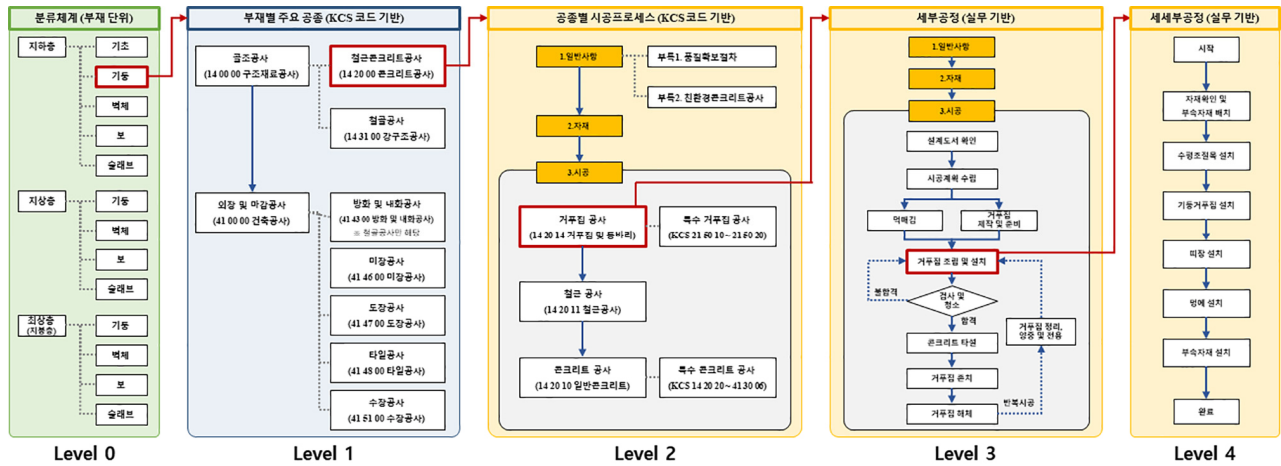 분류체계 (부재 단위)
지하층
기초
기둥
벽체
보
슬래브
지상층
기둥
벽체
보
슬래브
최상층
(지붕층)
기둥
벽체
보
슬래브
Level 0
부재별 주요 공종 (KCS 코드 기반)
골조공사
(14 00 00 구조재료공사)
철근콘크리트공사
(14 20 00 콘크리트공사)
철골공사
(14 31 00 강구조공사)
외장 및 마감공사
(41 00 00 건축공사)
방화 및 내화공사
(41 43 00 방화 및 내화공사)
※ 철골공사만 해당
미장공사
(41 46 00 미장공사)
도장공사
(41 47 00 도장공사)
타일공사
(41 48 00 타일공사)
수장공사
(41 51 00 수장공사)
Level 1
공종별 시공프로세스 (KCS 코드 기반)
1.일반사항
부록1. 품질확보절차
부록2. 친환경콘크리트공사
2.자재
3.시공
거푸집 공사
(14 20 14 거푸집 및 동바리)
특수 거푸집 공사
(KCS 21 50 10~ 21 50 20)
철근 공사
(14 20 11 철근공사)
콘크리트 공사
(14 20 10 일반콘크리트)
특수 콘크리트 공사
(KCS 14 20 20~ 41 30 06)
Level 2
세부공정 (실무 기반)
1.일반사항
2.자재
3.시공
설계도서 확인
시공계획 수립
먹매김
거푸집
제작 및 준비
거푸집 조립 및 설치
불합격
검사 및
청소
합격
거푸집 정리,
양중 및 전용
콘크리트 타설
거푸집 존치
반복시공
거푸집 해체
Level 3
세세부공정 (실무 기반)
시작
자재확인 및
부속자재 배치
수평조절목 설치
기둥거푸집 설치
띠장 설치
멍에 설치
부속자재 설치
완료
Level 4